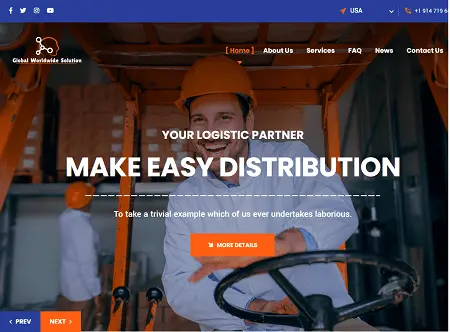 USA
+1 914 719 6
Global Worldwide Solution
[ Home ]
About Us
Services
FAQ
News
Contact Us
YOUR LOGISTIC PARTNER
MAKE EASY DISTRIBUTION
To take a trivial example which of us ever undertakes laborious.
MORE DETAILS
PREV
NEXT